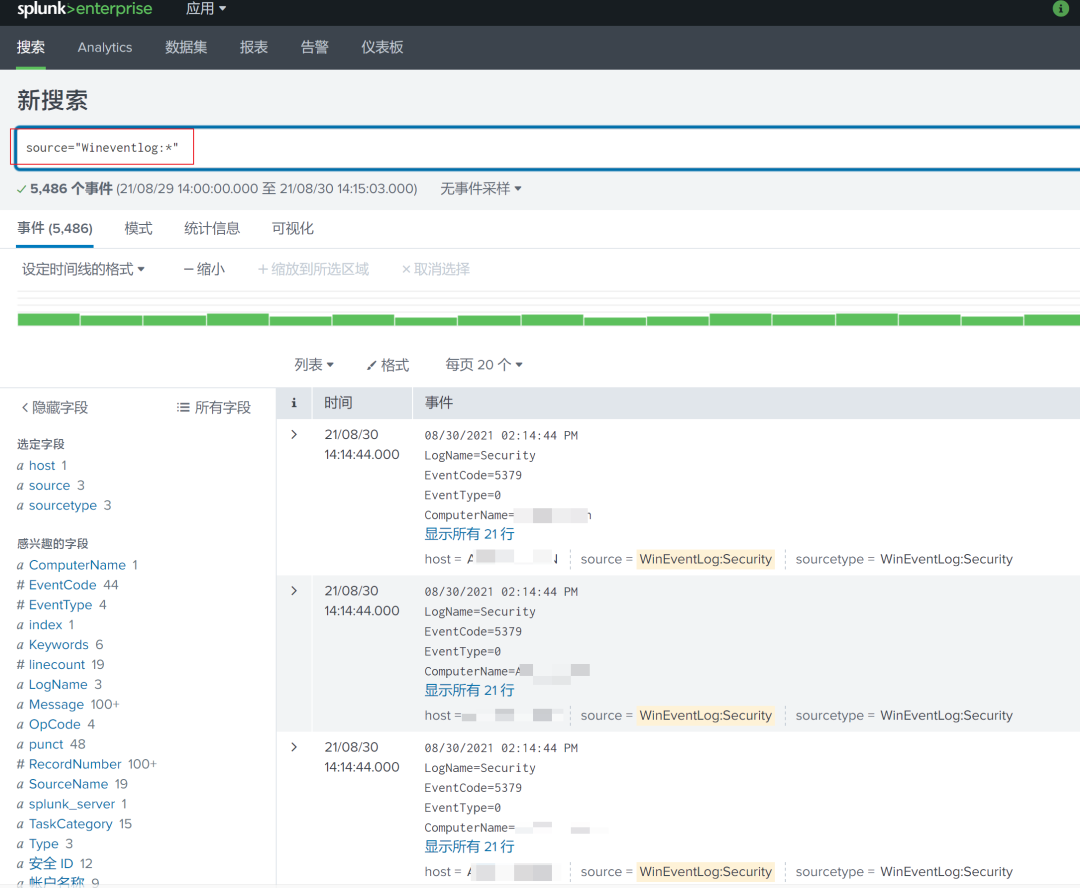 splunk>enterprise 应用
搜索 Analytics 数据集 报表 告警 仪表板
新搜索
source="Wineventlog:*"
5,486 个事件 (21/08/29 14:00:00.000 至 21/08/30 14:15:03.000) 无事件采样
事件 (5,486) 模式 统计信息 可视化
设定时间线的格式 — 缩小 + 缩放到所选区域 × 取消选择
列表 格式 每页 20 个
隐藏字段 所有字段
选定字段
a host 1
a source 3
a sourcetype 3
感兴趣的字段
a ComputerName 1
# EventCode 44
# EventType 4
a index 1
a Keywords 6
# linecount 19
a LogName 3
a Message 100+
a OpCode 4
a punct 48
# RecordNumber 100+
a SourceName 19
a splunk_server 1
a TaskCategory 15
a Type 3
a 安全 ID 12
a 帐户名称 9
i 时间 事件
21/08/30
14:14:44.000
08/30/2021 02:14:44 PM
LogName=Security
EventCode=5379
EventType=0
ComputerName=
显示所有 21 行
host = source = WinEventLog:Security sourcetype = WinEventLog:Security
21/08/30
14:14:44.000
08/30/2021 02:14:44 PM
LogName=Security
EventCode=5379
EventType=0
ComputerName=
显示所有 21 行
host = source = WinEventLog:Security sourcetype = WinEventLog:Security
21/08/30
14:14:44.000
08/30/2021 02:14:44 PM
LogName=Security
EventCode=5379
EventType=0
ComputerName=
显示所有 21 行
host = source = WinEventLog:Security sourcetype = WinEventLog:Security